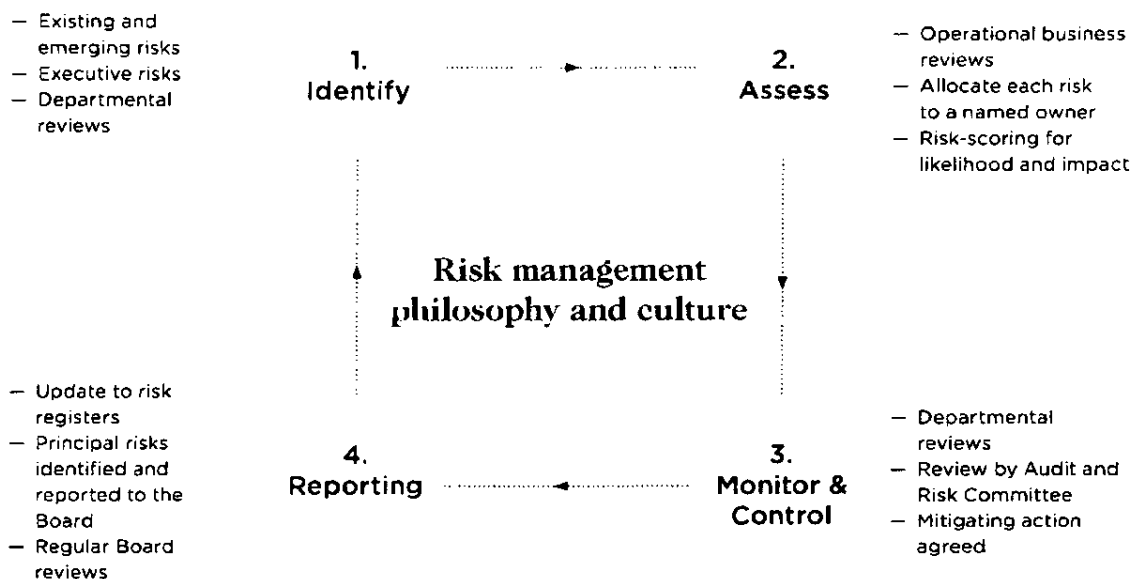 — Existing and
emerging risks
— Executive risks
— Departmental
reviews
1.
Identify
2.
Assess
— Operational business
reviews
— Allocate each risk
to a named owner
— Risk-scoring for
likelihood and impact
Risk management
philosophy and culture
— Update to risk
registers
— Principal risks
identified and
reported to the
Board
— Regular Board
reviews
4.
Reporting
3.
Monitor &
Control
— Departmental
reviews
— Review by Audit and
Risk Committee
— Mitigating action
agreed